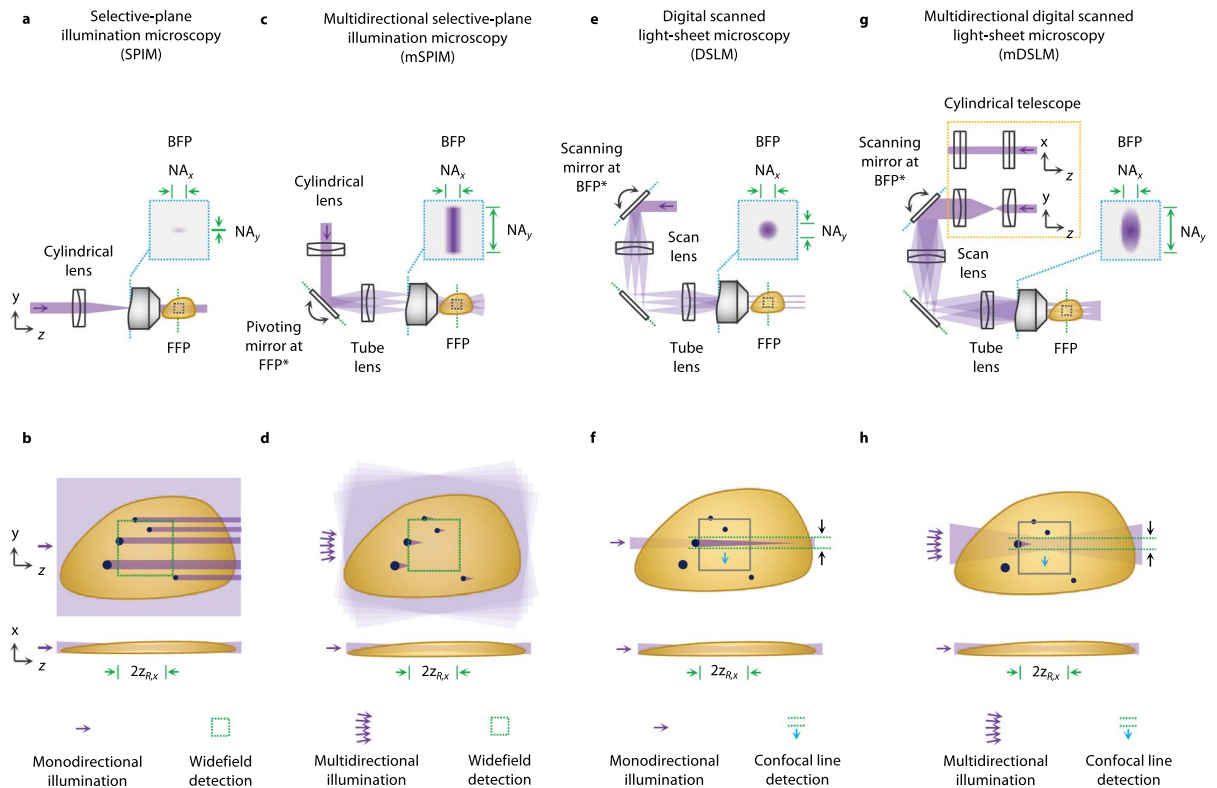 a
Selective-plane
illumination microscopy
(SPIM)
BFP
NAx
NAy
Cylindrical
lens
y
z
FFP
c
Multidirectional selective-plane
illumination microscopy
(mSPIM)
BFP
NAx
Cylindrical
lens
NAy
Pivoting
mirror at
FFP*
Tube
lens
FFP
e
Digital scanned
light-sheet microscopy
(DSLM)
BFP
Scanning
mirror at
BFP*
NAx
NAy
Scan
lens
Tube
lens
FFP
g
Multidirectional digital scanned
light-sheet microscopy
(mDSLM)
Cylindrical telescope
x
z
y
z
BFP
Scanning
mirror at
BFP*
NAx
NAy
Scan
lens
Tube
lens
FFP
b
y
z
x
z
2zR,x
Monodirectional
illumination
Widefield
detection
d
2zR,x
Multidirectional
illumination
Widefield
detection
f
2zR,x
Monodirectional
illumination
Confocal line
detection
h
2zR,x
Multidirectional
illumination
Confocal line
detection